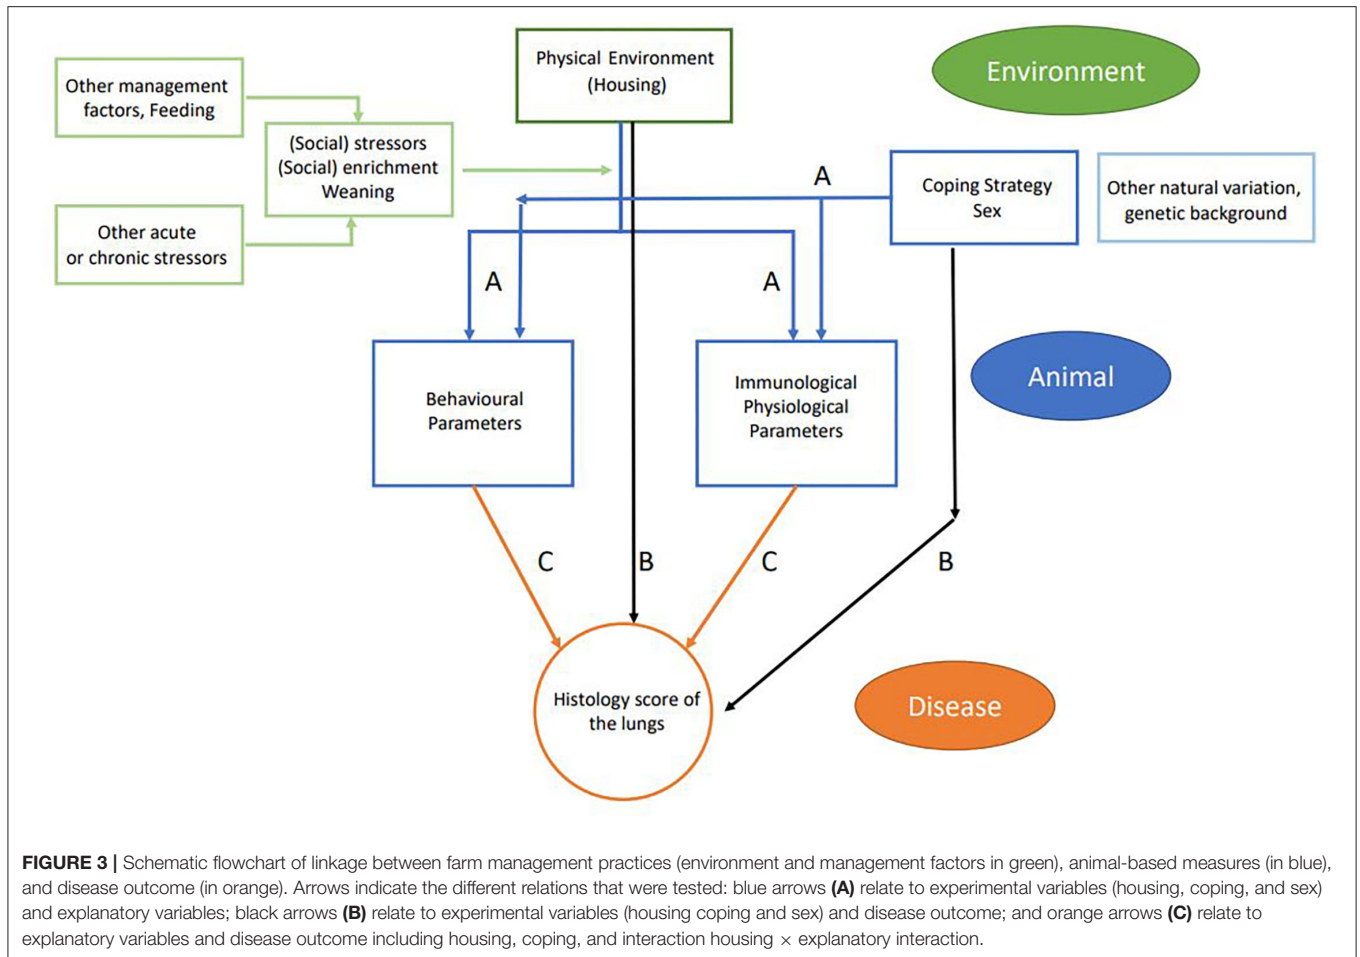 Physical Environment
(Housing)
Environment
Other management
factors, Feeding
(Social) stressors
(Social) enrichment
Weaning
Other acute
or chronic stressors
A
Coping Strategy
Sex
Other natural variation,
genetic background
A
A
Behavioural
Parameters
Immunological
Physiological
Parameters
Animal
C
B
C
B
Histology score of
the lungs
Disease
FIGURE 3 | Schematic flowchart of linkage between farm management practices (environment and management factors in green), animal-based measures (in blue),
and disease outcome (in orange). Arrows indicate the different relations that were tested: blue arrows (A) relate to experimental variables (housing, coping, and sex)
and explanatory variables; black arrows (B) relate to experimental variables (housing coping and sex) and disease outcome; and orange arrows (C) relate to
explanatory variables and disease outcome including housing, coping, and interaction housing × explanatory interaction.